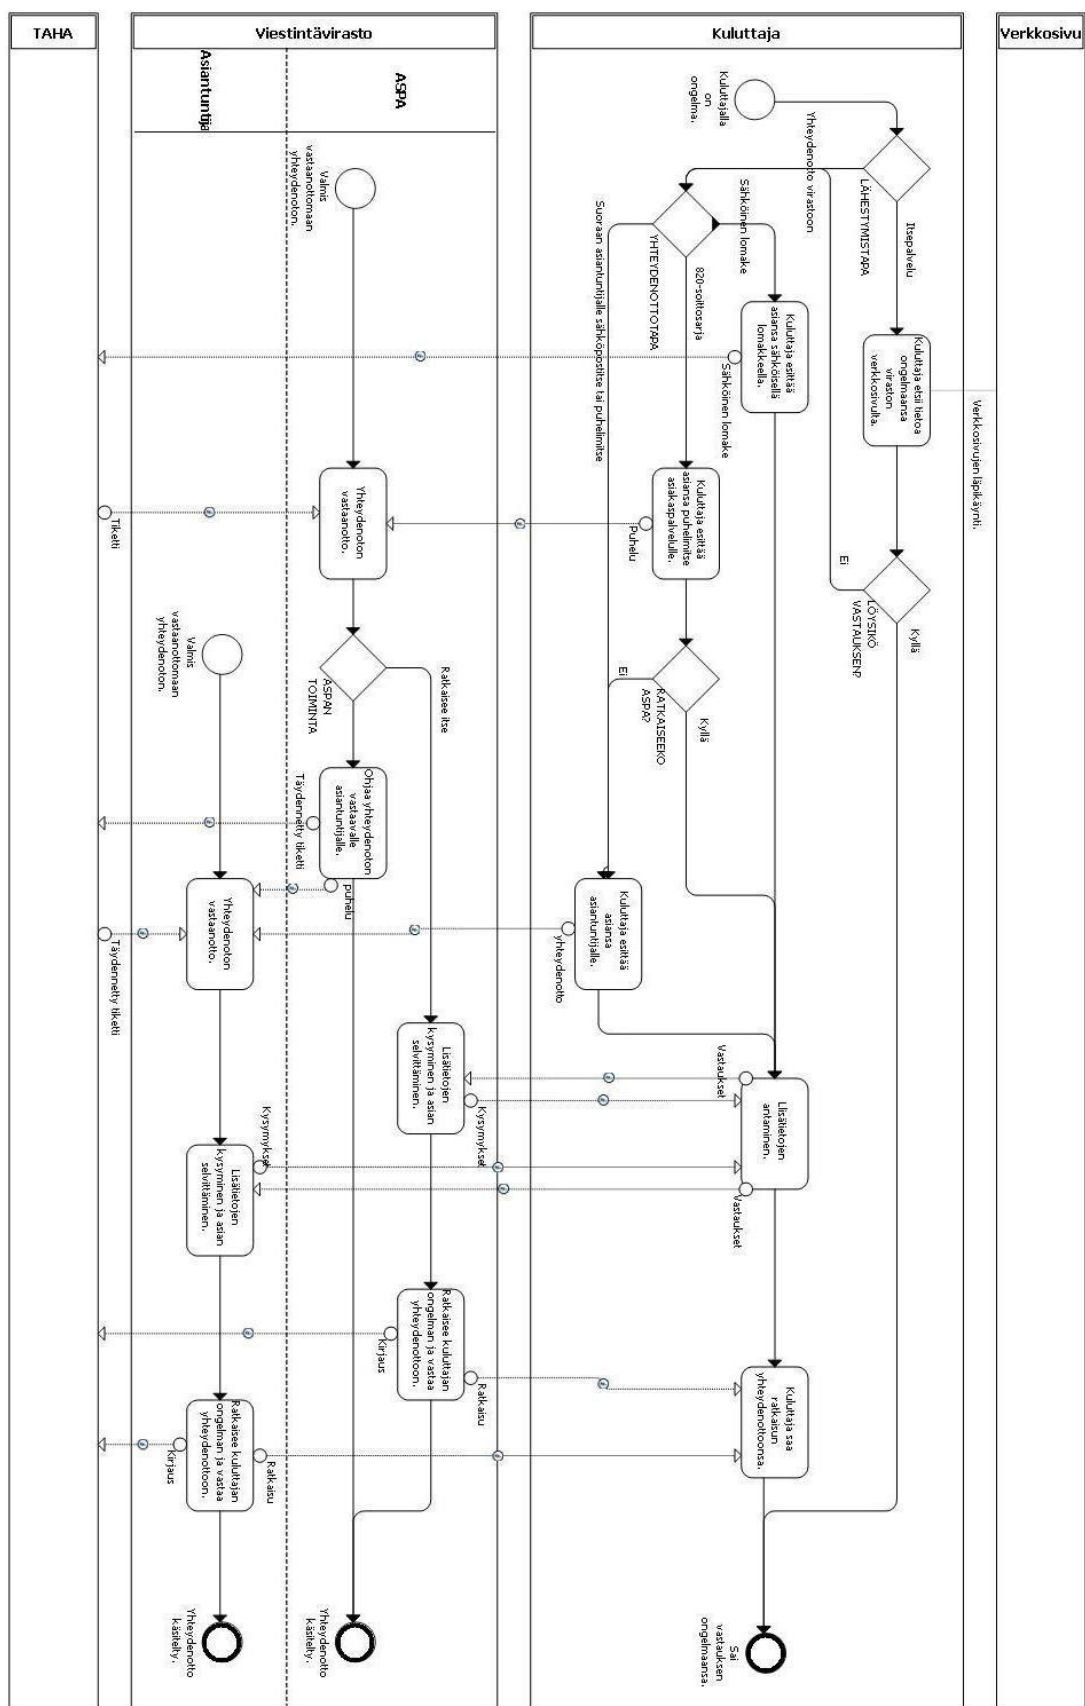 TAHA
Viestintävirasto
Kuluttaja
Verkkosivu
Asiantuntija
ASPA
Kuluttajalla
on
ongelma.
Yhteydenotto virastoon
LÄHESTYMISTAPA
Itsepalvelu
Kuluttaja etsii tietoa
ongelmaansa
viraston
verkkosivulta.
Verkkosivujen läpikäynti.
Ei
LÖYSIKÖ
VASTAUKSEN?
Kyllä
Sähköinen lomake
YHTEYDENOTTOTAPA
820-soittosarja
Suoraan asiantuntijalle sähköpostitse tai puhelimitse
Kuluttaja esittää
asiansa sähköisellä
lomakkeella.
Sähköinen lomake
Kuluttaja esittää
asiansa puhelimitse
asiakaspalvelulle.
Puhelu
RATKAISEEKO
ASPA?
Ei
Kyllä
Kuluttaja esittää
asiansa
asiantuntijalle.
yhteydenotto
Vastaukset
LIisätietojen
antaminen.
Vastaukset
Kuluttaja saa
ratkaisun
yhteydenottoonsa.
Sai
vastauksen
ongelmaansa.
Valmis
vastaanottomaan
yhteydenoton.
Yhteydenoton
vastaanotto.
ASPAN
TOIMINTA
Ratkaisee itse
Ohjaa yhteydenoton
vastaavalle
asiantuntijalle.
Täydennetty tiketti
puhelu
Lisätietojen
kysyminen ja asian
selvittäminen.
Kysymykset
Ratkaisee kuluttajan
ongelman ja vastaa
yhteydenottoon.
Kirjaus
Ratkaisu
Yhteydenotto
käsitelty.
Valmis
vastaanottomaan
yhteydenoton.
Yhteydenoton
vastaanotto.
Lisätietojen
kysyminen ja asian
selvittäminen.
Kysymykset
Ratkaisee kuluttajan
ongelman ja vastaa
yhteydenottoon.
Kirjaus
Ratkaisu
Yhteydenotto
käsitelty.
Tiketti
Täydennetty tiketti